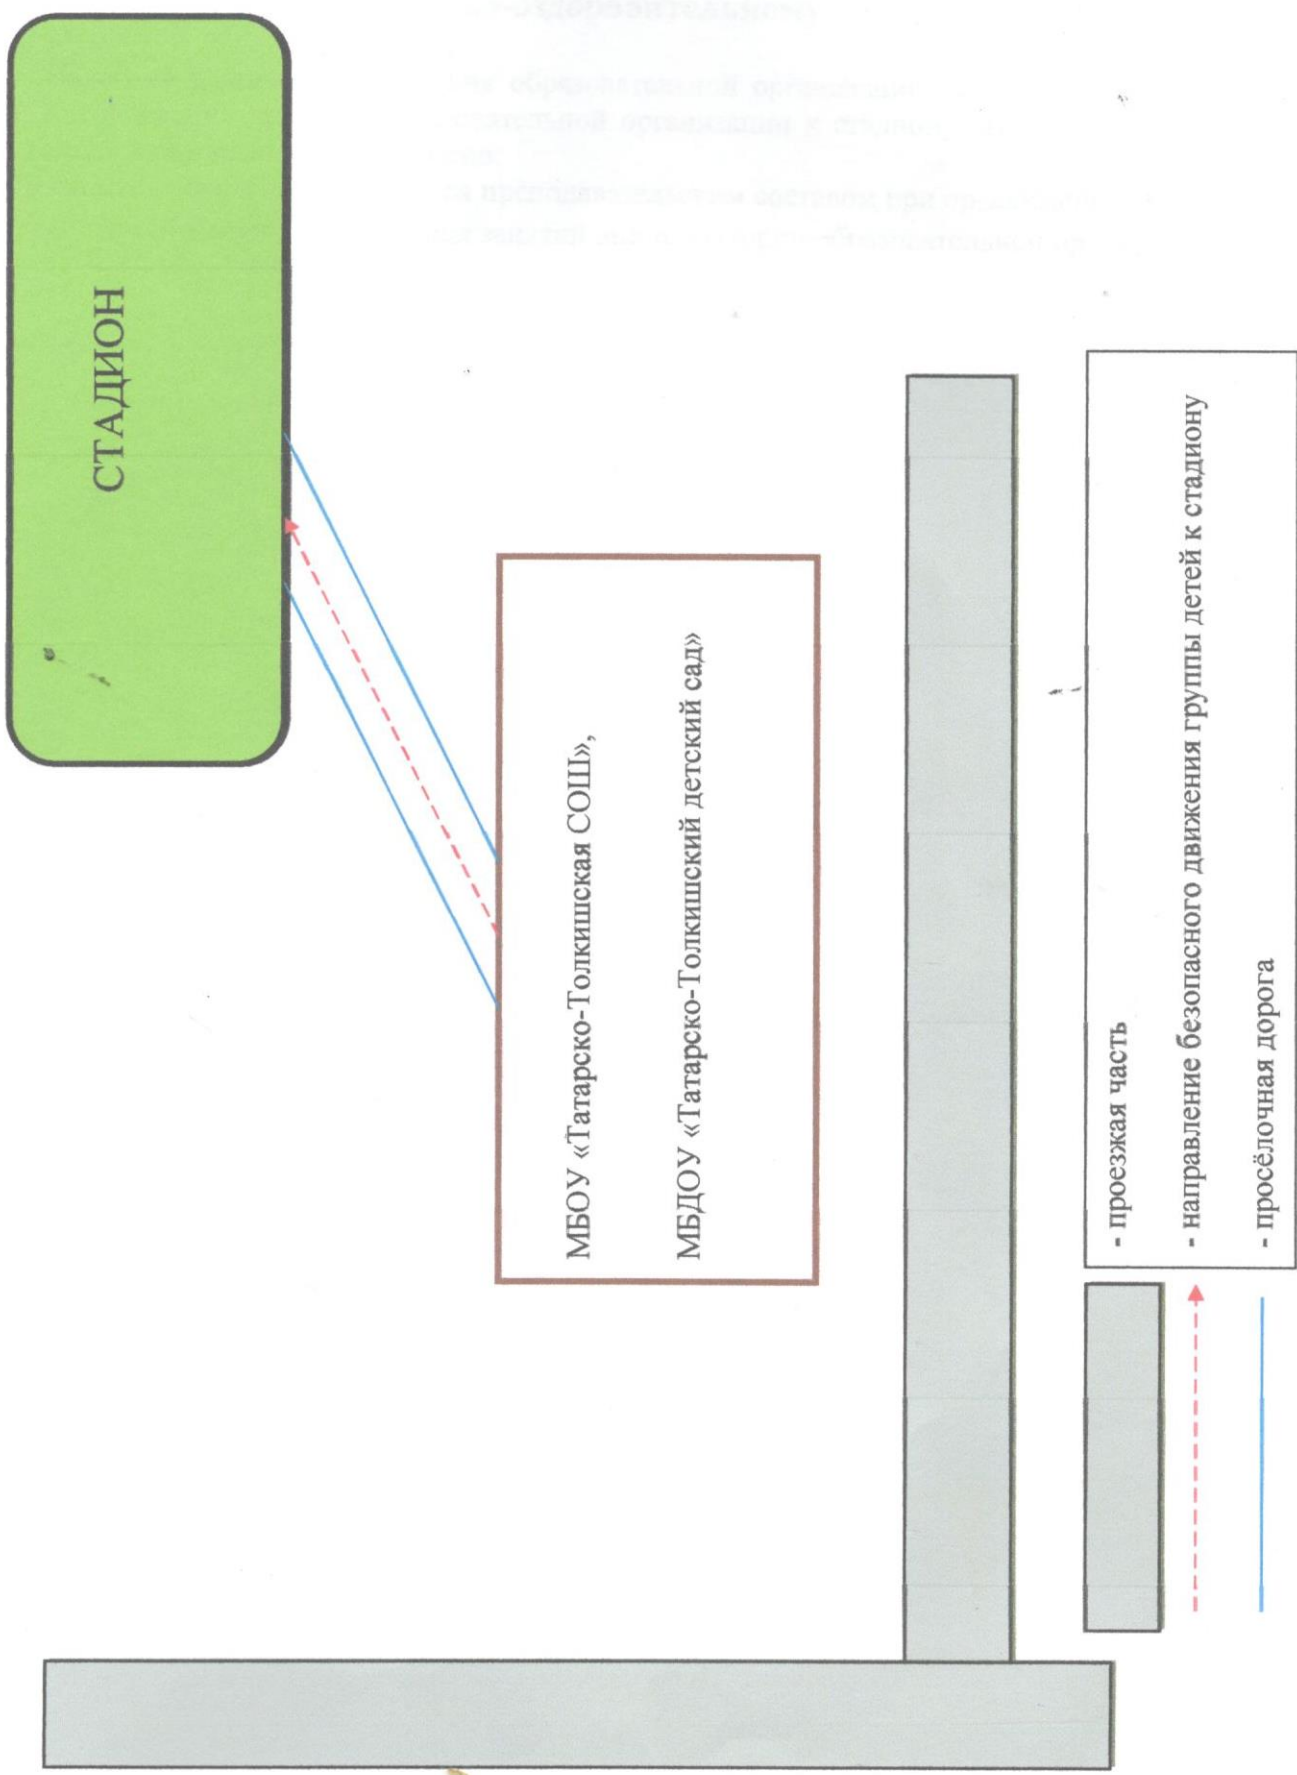 СТАДИОН
МБОУ «Татарско-Толкишская СОШ»,
МБДОУ «Татарско-Толкишский детский сад»
- проезжая часть
- направление безопасного движения группы детей к стадиону
- просёлочная дорога